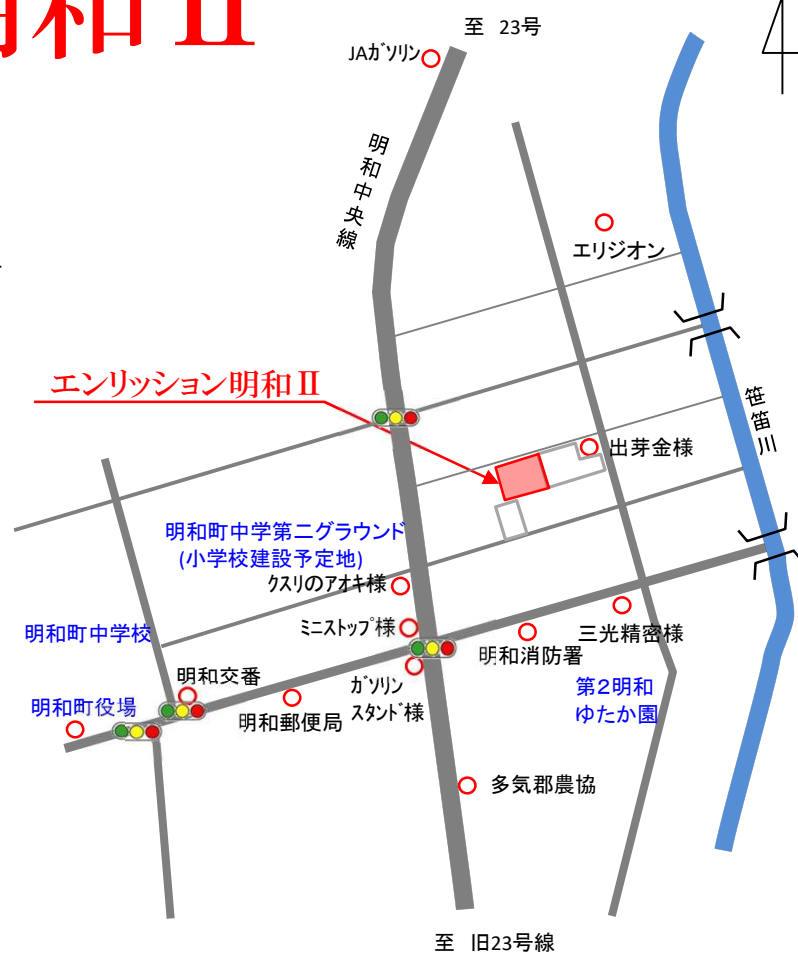 明和Ⅱ
至 23号
JAガソリン
明和中央線
エリジオン
エンリッション明和Ⅱ
笹笛川
出芽金様
明和町中学第二グラウンド
(小学校建設予定地)
クスリのアオキ様
ミニストップ様
明和町中学校
三光精密様
明和消防署
明和交番
ガソリン
スタンド様
第2明和
ゆたか園
明和町役場
明和郵便局
多気郡農協
至 旧23号線